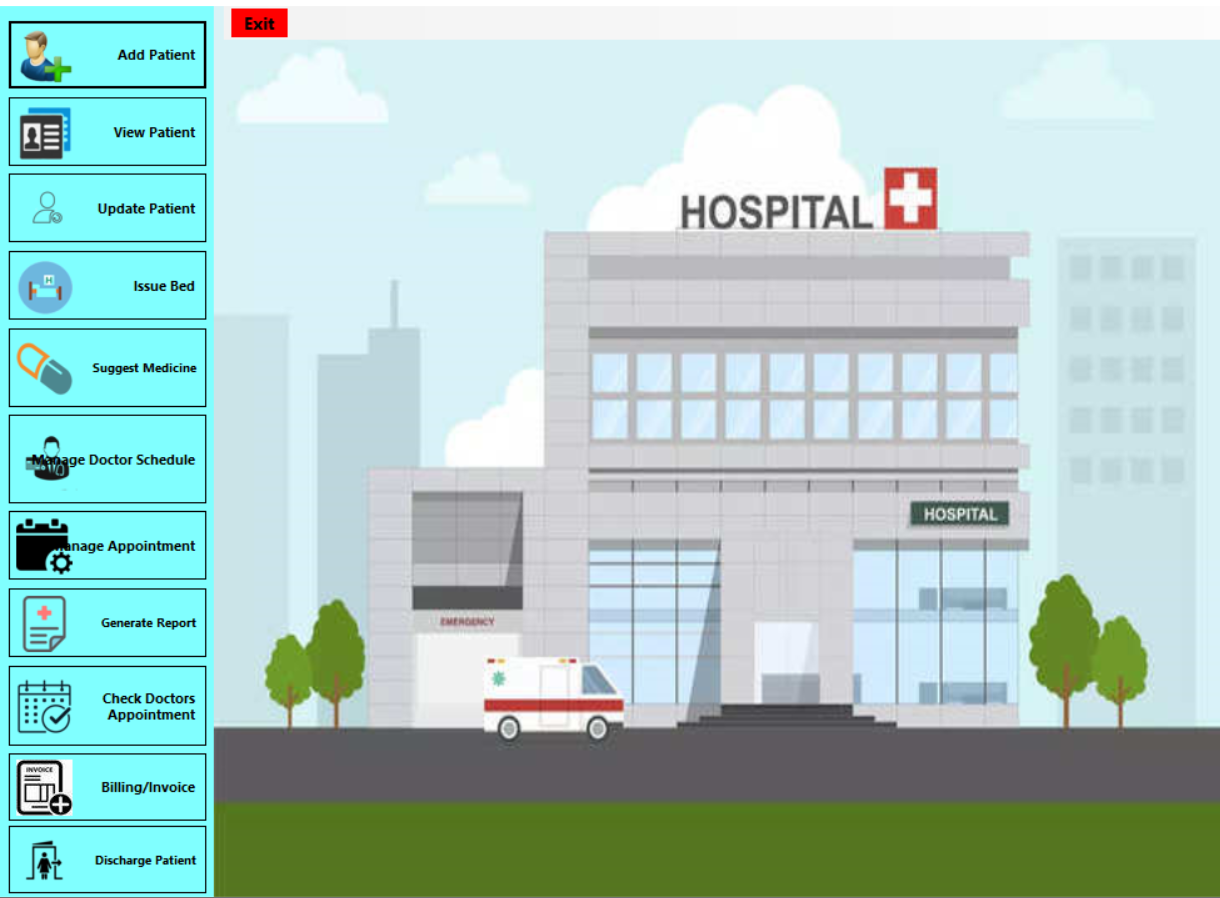 Exit
Add Patient
View Patient
Update Patient
Issue Bed
Suggest Medicine
Manage Doctor Schedule
Manage Appointment
Generate Report
Check Doctors
Appointment
INVOICE
Billing/Invoice
Discharge Patient
H
HOSPITAL
HOSPITAL
EMERGENCY